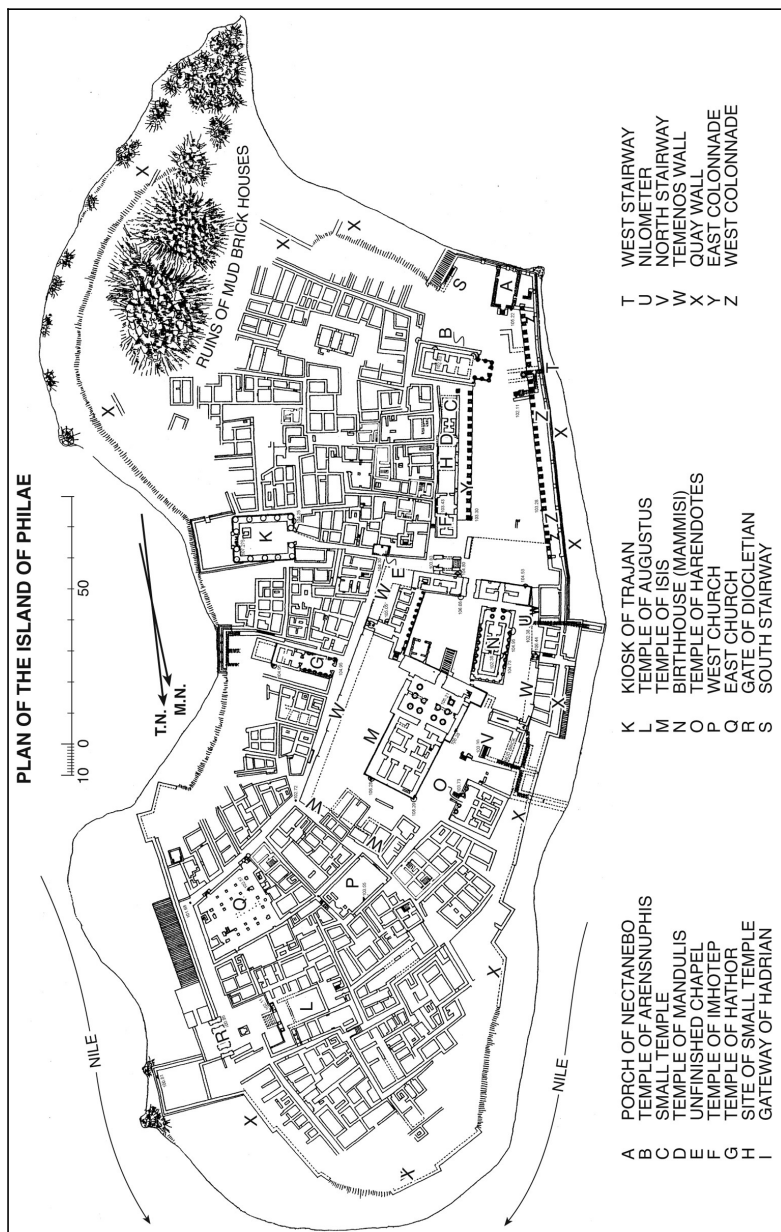 PLAN OF THE ISLAND OF PHILAE
10 0 50
T.N.
M.N.
NILE
NILE
RUINS OF MUD BRICK HOUSES
A PORCH OF NECTANEBO
B TEMPLE OF ARENSNUPHIS
C SMALL TEMPLE
D TEMPLE OF MANDULIS
E UNFINISHED CHAPEL
F TEMPLE OF IMHOTEP
G TEMPLE OF HATHOR
H SITE OF SMALL TEMPLE
I GATEWAY OF HADRIAN
K KIOSK OF TRAJAN
L TEMPLE OF AUGUSTUS
M TEMPLE OF ISIS
N BIRTHHOUSE (MAMMISI)
O TEMPLE OF HARENDOTES
P WEST CHURCH
Q EAST CHURCH
R GATE OF DIOCLETIAN
S SOUTH STAIRWAY
T WEST STAIRWAY
U NILOMETER
V NORTH STAIRWAY
W TEMENOS WALL
X QUAY WALL
Y EAST COLONNADE
Z WEST COLONNADE